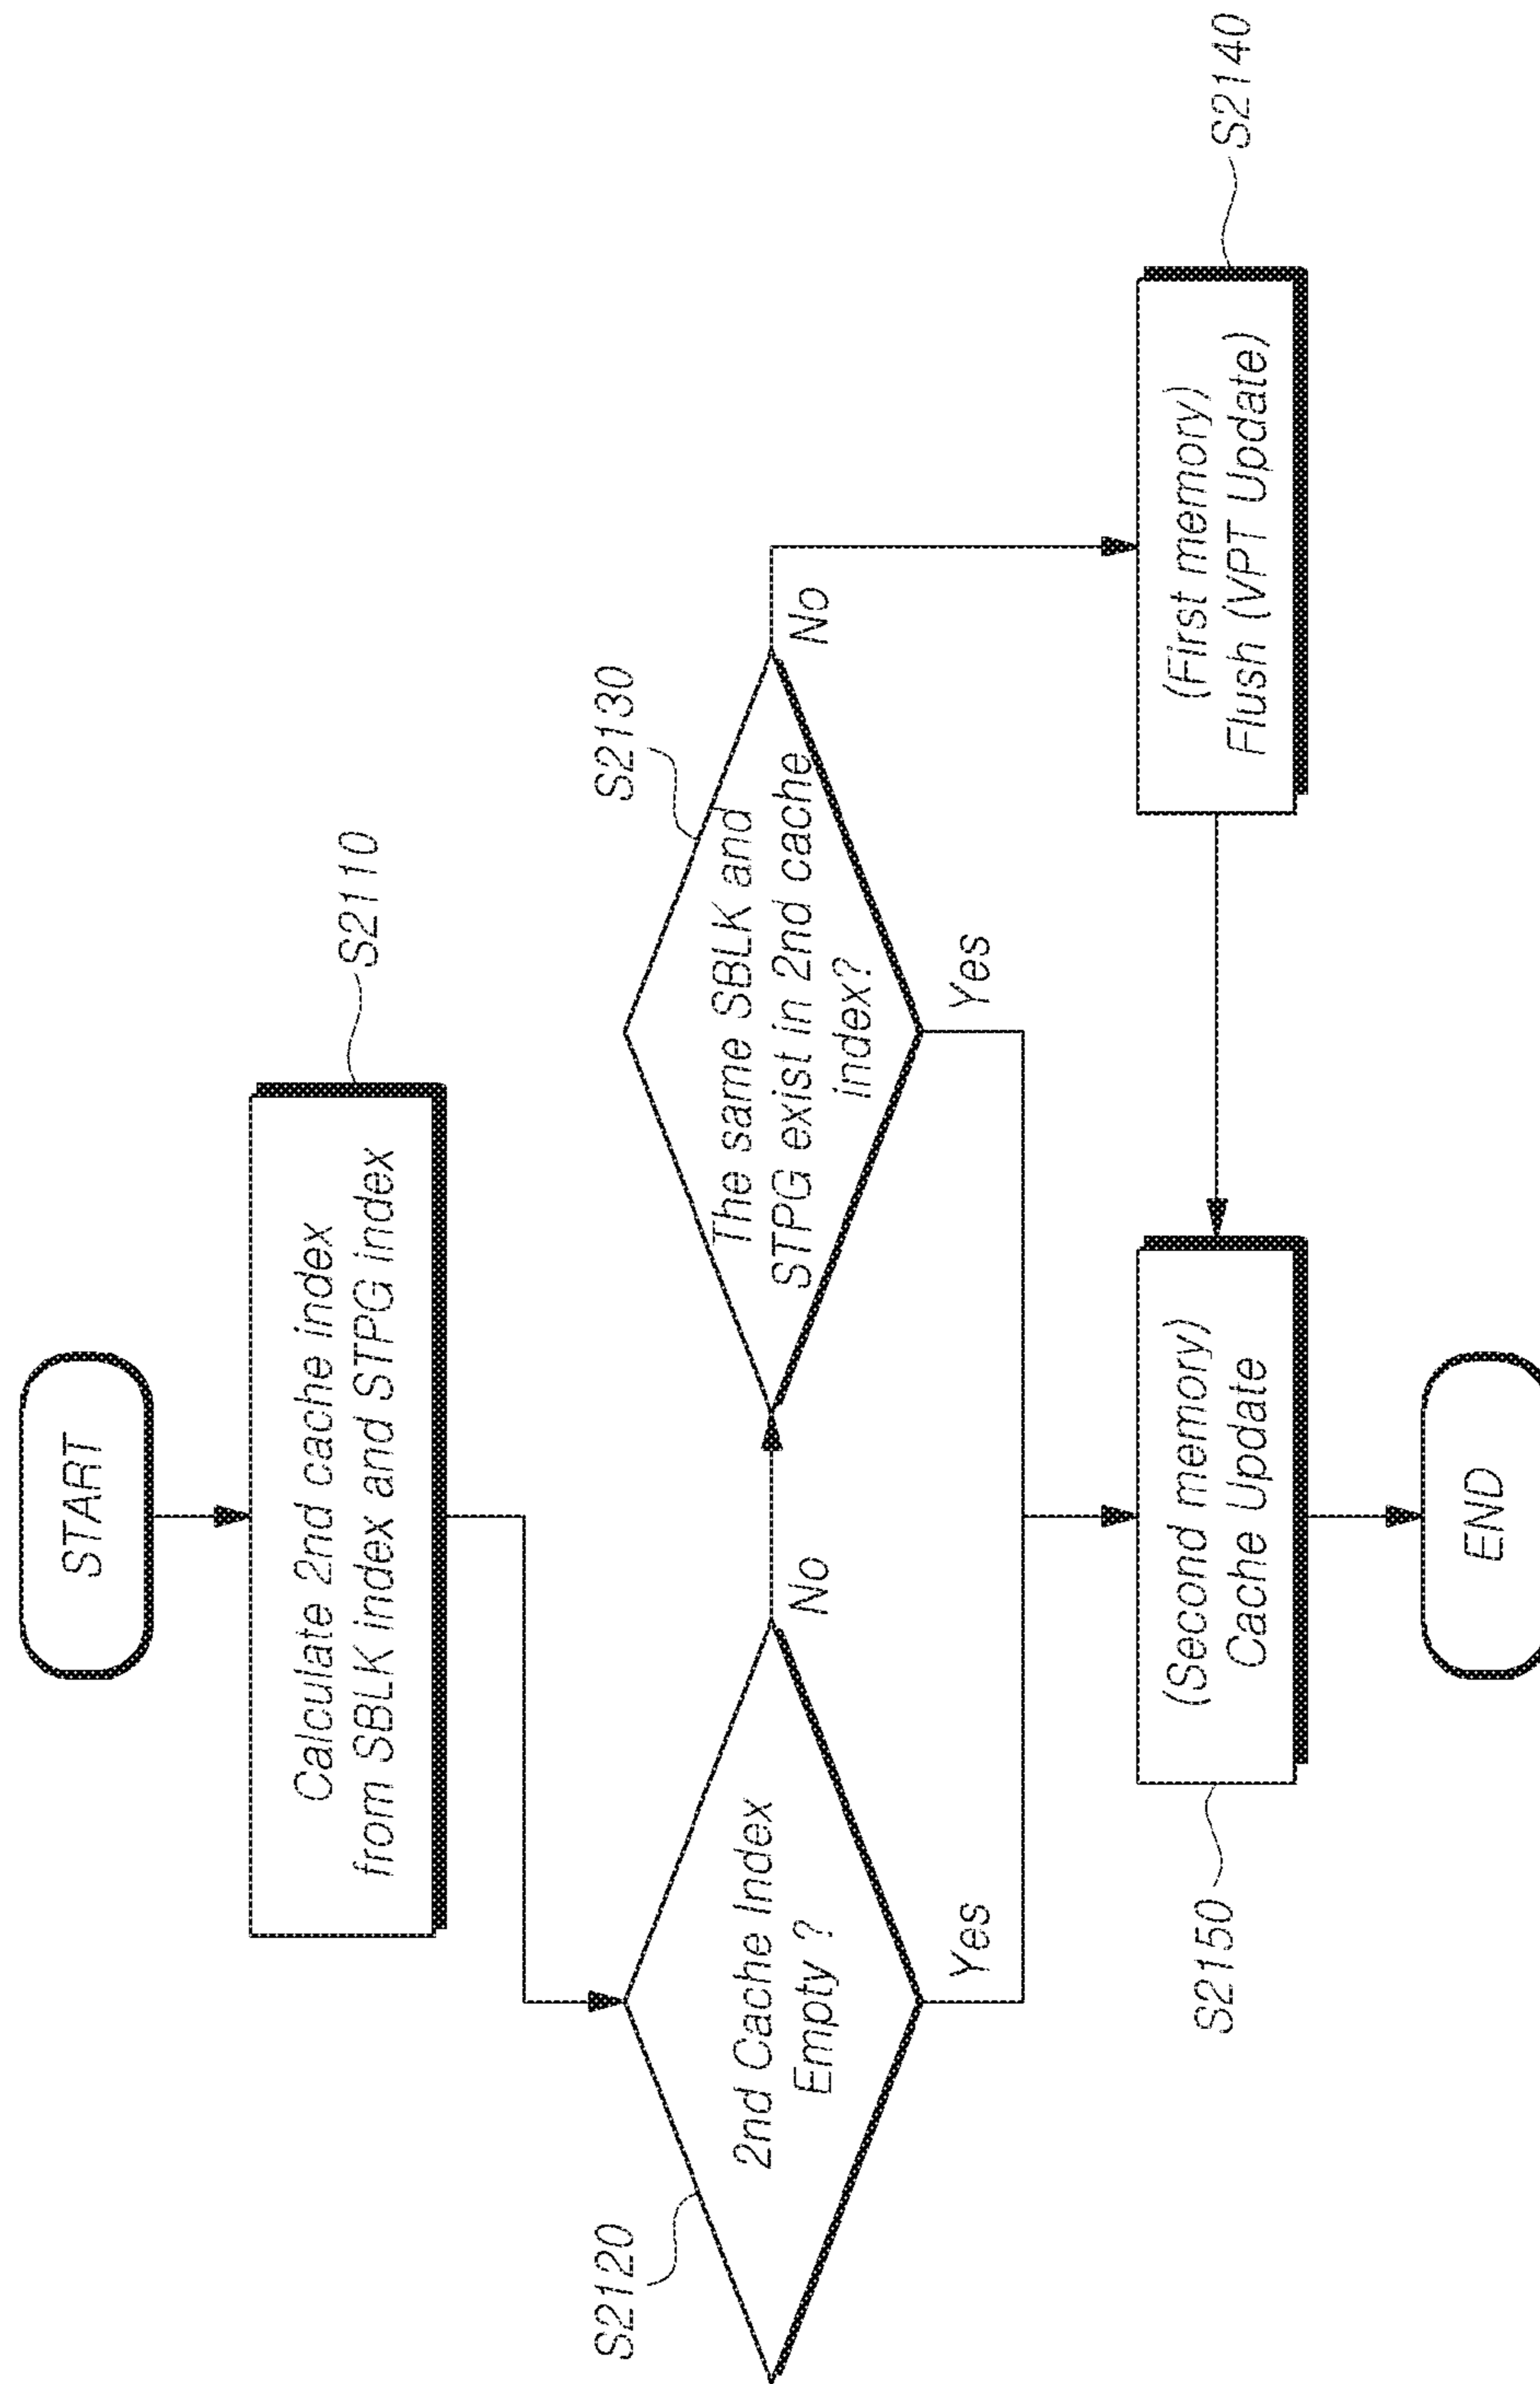 START
S2110
Calculate 2nd cache index
from SBLK index and STPG index
S2120
2nd Cache Index
Empty ?
No
Yes
S2130
The same SBLK and
STPG exist in 2nd cache
index?
No
Yes
S2150
(Second memory)
Cache Update
S2140
(First memory)
Flush (VPT Update)
END